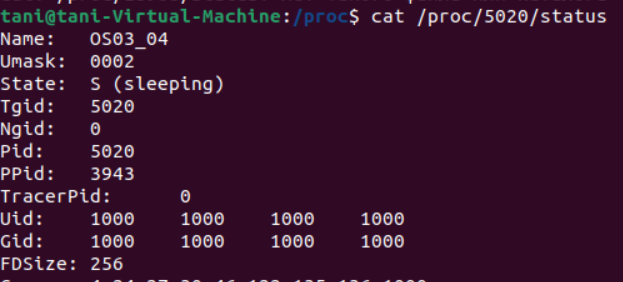 tani@tani-Virtual-Machine:/proc$ cat /proc/5020/status
Name:   OS03_04
Umask:  0002
State:  S (sleeping)
Tgid:   5020
Ngid:   0
Pid:    5020
PPid:   3943
TracerPid:      0
Uid:    1000    1000    1000    1000
Gid:    1000    1000    1000    1000
FDSize: 256